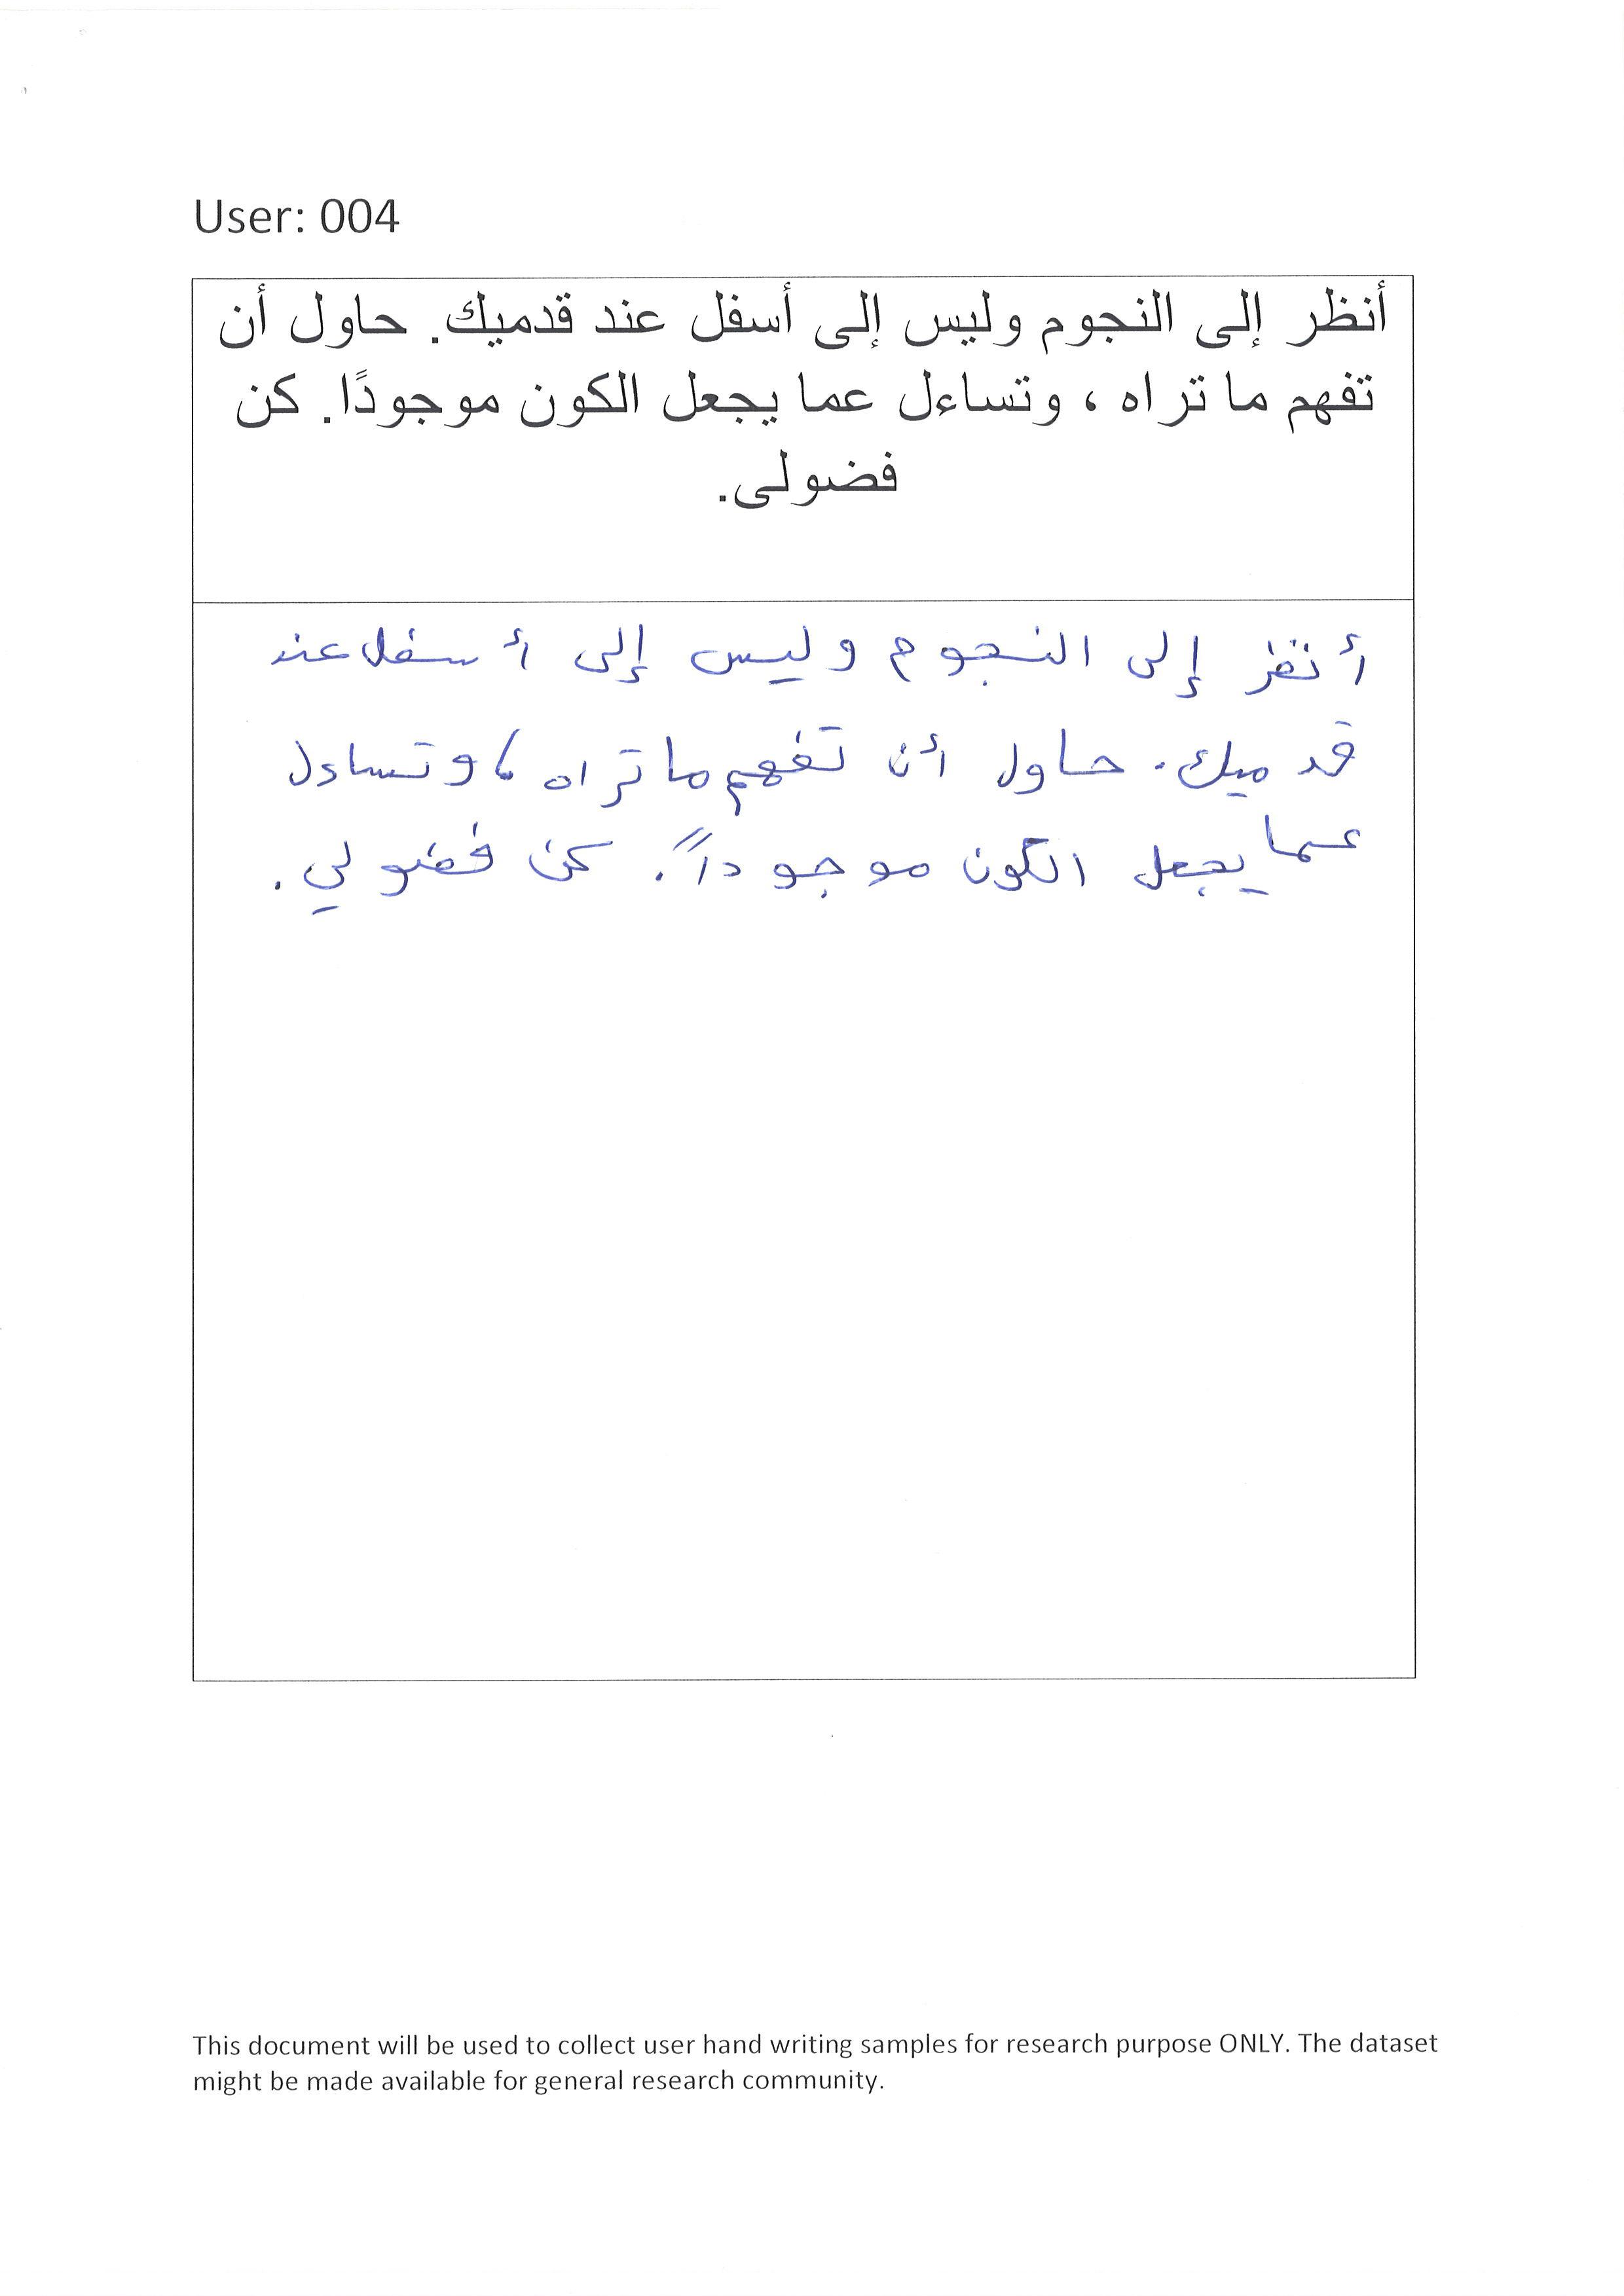 User: 004
أنظر إلى النجوم وليس إلى أسفل عند قدميك. حاول أن
تفهم ما تراه ، وتساءل عما يجعل الكون موجودًا. كن
فضولى.
أنظر إلى النجوم وليس إلى أسفل عند
قدميك. حاول أن تفهم ما تراه ، وتساءل
عما يجعل الكون موجوداً. كن فضولي.
This document will be used to collect user hand writing samples for research purpose ONLY. The dataset
might be made available for general research community.